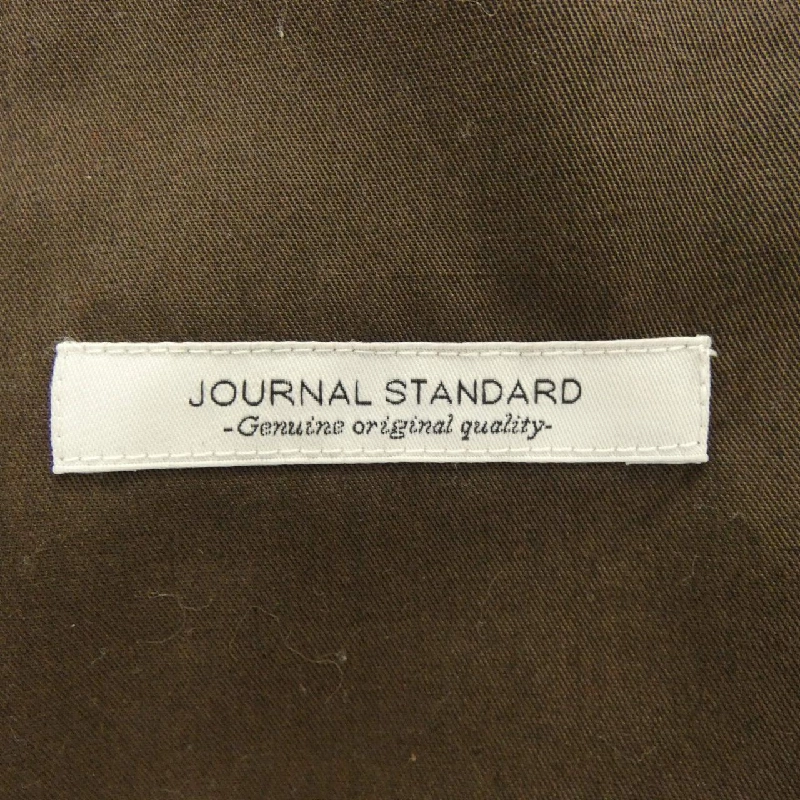 JOURNAL STANDARD
-Genuine original quality-